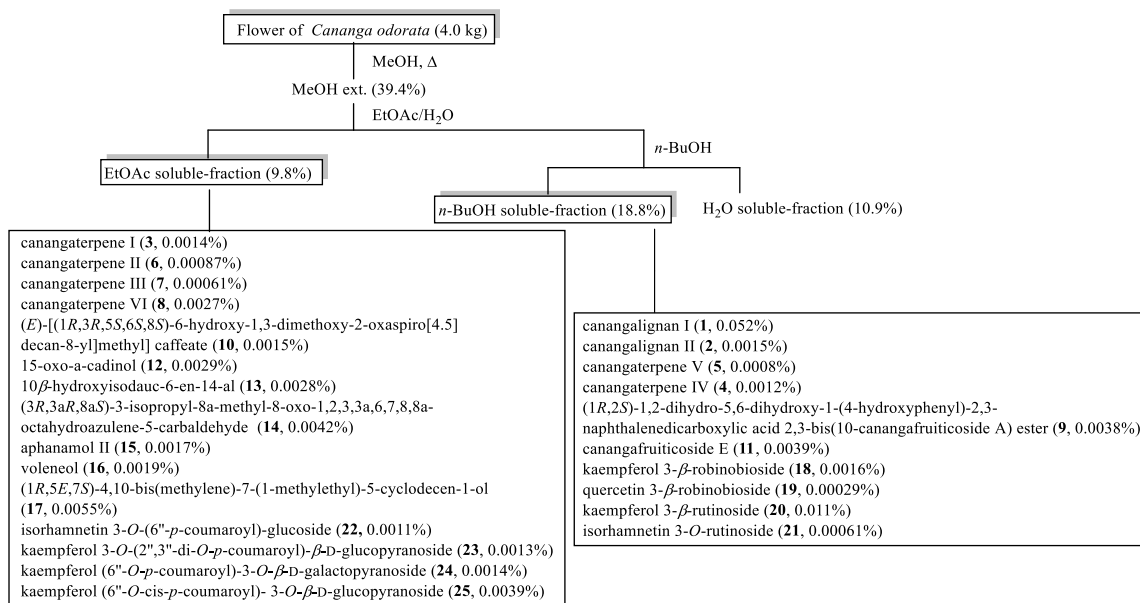 Flower of Cananga odorata (4.0 kg)
MeOH, Δ
MeOH ext. (39.4%)
EtOAc/H₂O
n-BuOH
EtOAc soluble-fraction (9.8%)
n-BuOH soluble-fraction (18.8%)
H₂O soluble-fraction (10.9%)
canangaterpene I (3, 0.0014%)
canangaterpene II (6, 0.00087%)
canangaterpene III (7, 0.00061%)
canangaterpene VI (8, 0.0027%)
(E)-[(1R,3R,5S,6S,8S)-6-hydroxy-1,3-dimethoxy-2-oxaspiro[4.5]
decan-8-yl]methyl] caffeate (10, 0.0015%)
15-oxo-a-cadinol (12, 0.0029%)
10β-hydroxyisodauc-6-en-14-al (13, 0.0028%)
(3R,3aR,8aS)-3-isopropyl-8a-methyl-8-oxo-1,2,3,3a,6,7,8,8a-
octahydroazulene-5-carbaldehyde (14, 0.0042%)
aphanamol II (15, 0.0017%)
voleneol (16, 0.0019%)
(1R,5E,7S)-4,10-bis(methylene)-7-(1-methylethyl)-5-cyclodecen-1-ol
(17, 0.0055%)
isorhamnetin 3-O-(6"-p-coumaroyl)-glucoside (22, 0.0011%)
kaempferol 3-O-(2",3"-di-O-p-coumaroyl)-β-D-glucopyranoside (23, 0.0013%)
kaempferol (6"-O-p-coumaroyl)-3-O-β-D-galactopyranoside (24, 0.0014%)
kaempferol (6"-O-cis-p-coumaroyl)- 3-O-β-D-glucopyranoside (25, 0.0039%)
canangalignan I (1, 0.052%)
canangalignan II (2, 0.0015%)
canangaterpene V (5, 0.0008%)
canangaterpene IV (4, 0.0012%)
(1R,2S)-1,2-dihydro-5,6-dihydroxy-1-(4-hydroxyphenyl)-2,3-
naphthalenedicarboxylic acid 2,3-bis(10-canangafruiticoside A) ester (9, 0.0038%)
canangafruiticoside E (11, 0.0039%)
kaempferol 3-β-robinobioside (18, 0.0016%)
quercetin 3-β-robinobioside (19, 0.00029%)
kaempferol 3-β-rutinoside (20, 0.011%)
isorhamnetin 3-O-rutinoside (21, 0.00061%)